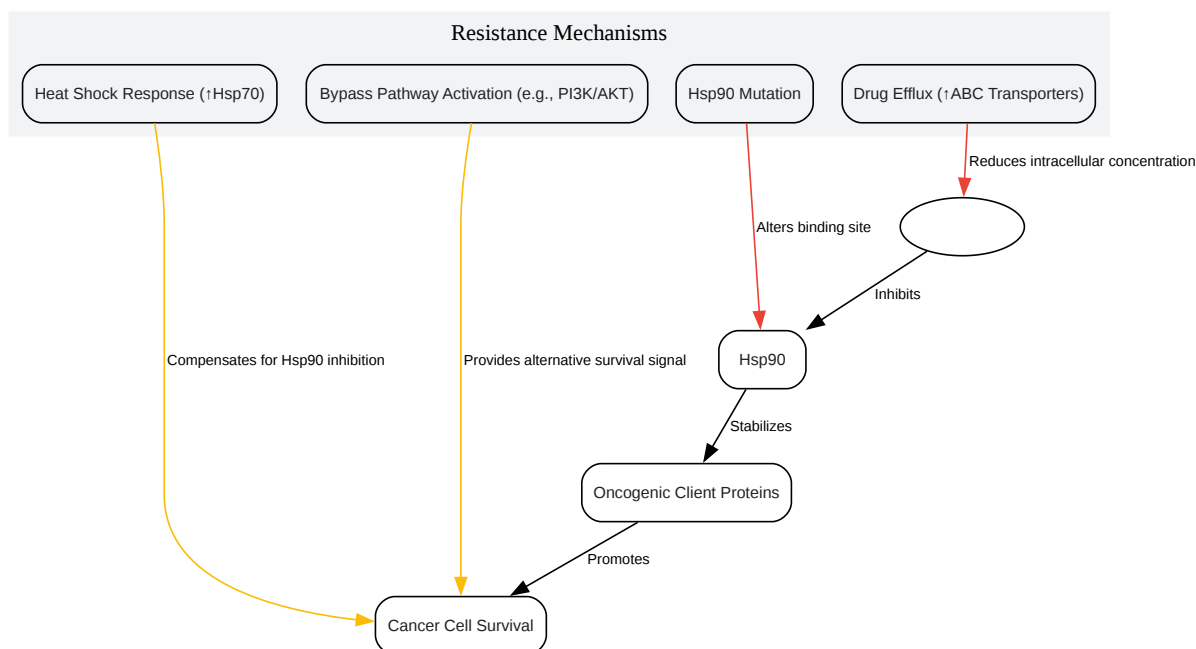 Resistance Mechanisms
Heat Shock Response (↑Hsp70)
Bypass Pathway Activation (e.g., PI3K/AKT)
Hsp90 Mutation
Drug Efflux (↑ABC Transporters)
Reduces intracellular concentration
Alters binding site
Inhibits
Compensates for Hsp90 inhibition
Provides alternative survival signal
Hsp90
Stabilizes
Oncogenic Client Proteins
Promotes
Cancer Cell Survival